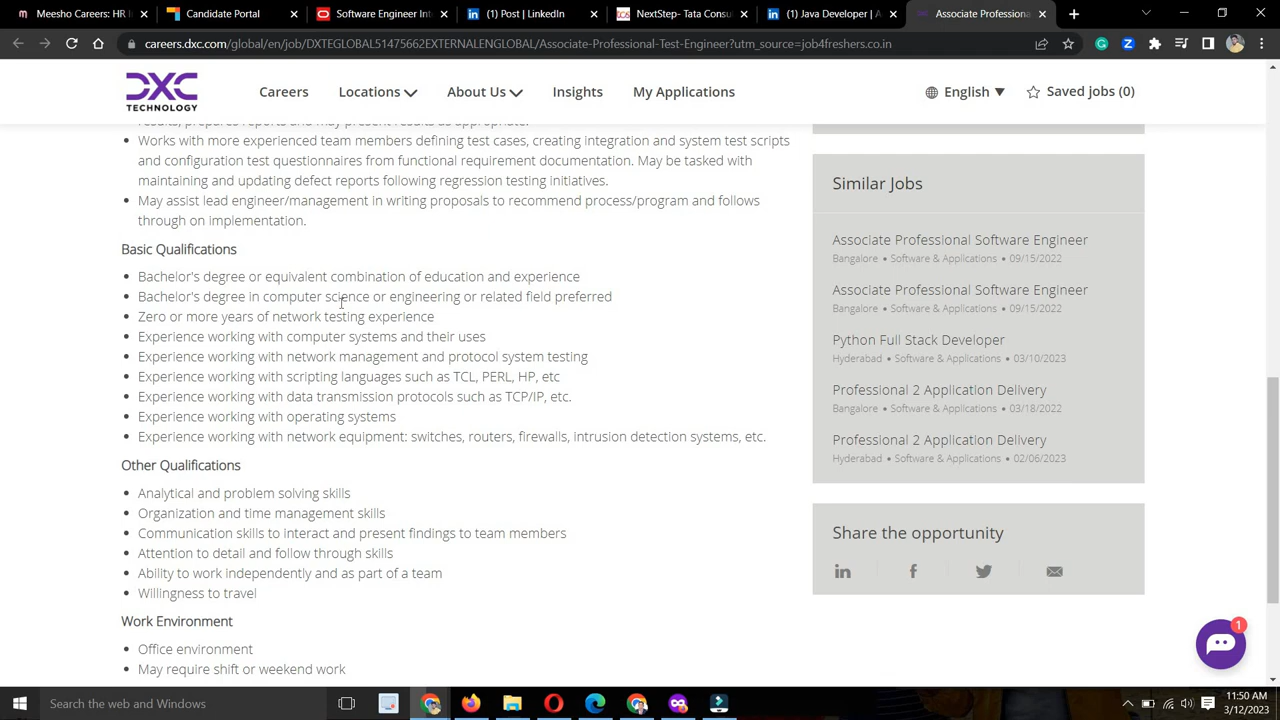 Meesho Careers: HR I
Candidate Portal
Software Engineer Int
(1) Post | LinkedIn
NextStep- Tata Consu
(1) Java Developer | A
Associate Professiona
careers.dxc.com/global/en/job/DXTEGLOBAL51475662EXTERNALENGLOBAL/Associate-Professional-Test-Engineer?utm_source=job4freshers.co.in
DXC
TECHNOLOGY
Careers
Locations
About Us
Insights
My Applications
English
Saved jobs (0)
results, prepares reports and may present results as appropriate.
Works with more experienced team members defining test cases, creating integration and system test scripts
and configuration test questionnaires from functional requirement documentation. May be tasked with
maintaining and updating defect reports following regression testing initiatives.
May assist lead engineer/management in writing proposals to recommend process/program and follows
through on implementation.
Basic Qualifications
Bachelor's degree or equivalent combination of education and experience
Bachelor's degree in computer science or engineering or related field preferred
Zero or more years of network testing experience
Experience working with computer systems and their uses
Experience working with network management and protocol system testing
Experience working with scripting languages such as TCL, PERL, HP, etc
Experience working with data transmission protocols such as TCP/IP, etc.
Experience working with operating systems
Experience working with network equipment: switches, routers, firewalls, intrusion detection systems, etc.
Other Qualifications
Analytical and problem solving skills
Organization and time management skills
Communication skills to interact and present findings to team members
Attention to detail and follow through skills
Ability to work independently and as part of a team
Willingness to travel
Work Environment
Office environment
May require shift or weekend work
Similar Jobs
Associate Professional Software Engineer
Bangalore • Software & Applications • 09/15/2022
Associate Professional Software Engineer
Bangalore • Software & Applications • 09/15/2022
Python Full Stack Developer
Hyderabad • Software & Applications • 03/10/2023
Professional 2 Application Delivery
Bangalore • Software & Applications • 03/18/2022
Professional 2 Application Delivery
Hyderabad • Software & Applications • 02/06/2023
Share the opportunity
1
Search the web and Windows
11:50 AM
3/12/2023